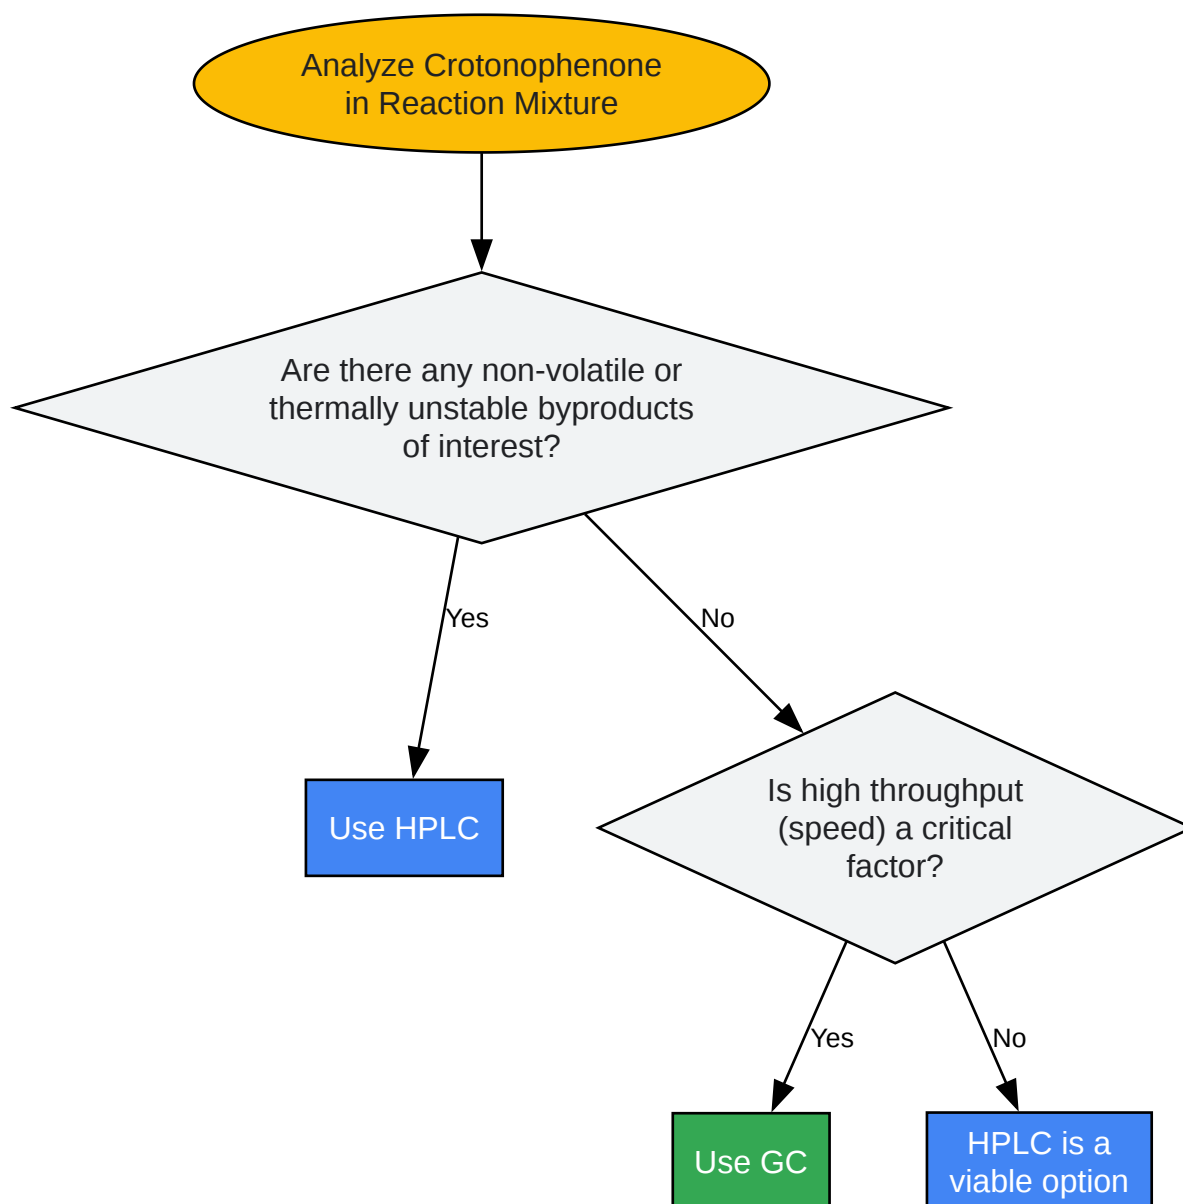 Analyze Crotonophenone
in Reaction Mixture
Are there any non-volatile or
thermally unstable byproducts
of interest?
Yes
No
Use HPLC
Is high throughput
(speed) a critical
factor?
Yes
No
Use GC
HPLC is a
viable option